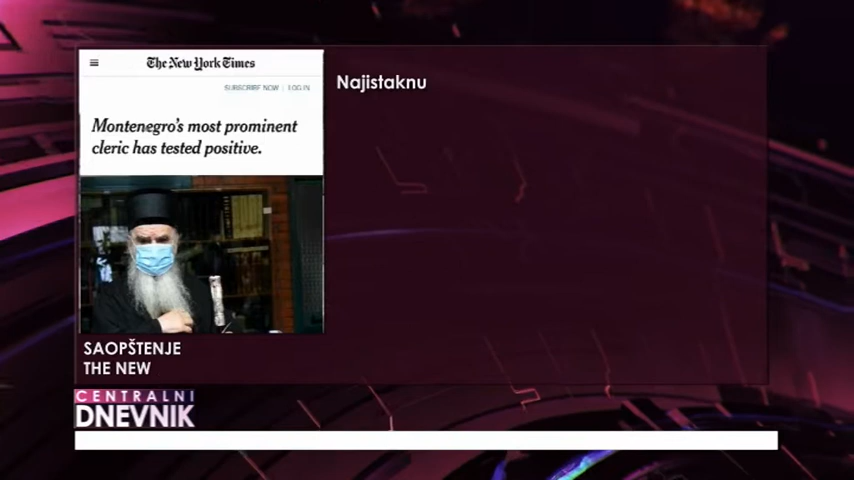 The New York Times
SUBSCRIBE NOW | LOG IN
Montenegro's most prominent
cleric has tested positive.
Najistaknu
SAOPŠTENJE
THE NEW
CENTRALNI
DNEVNIK